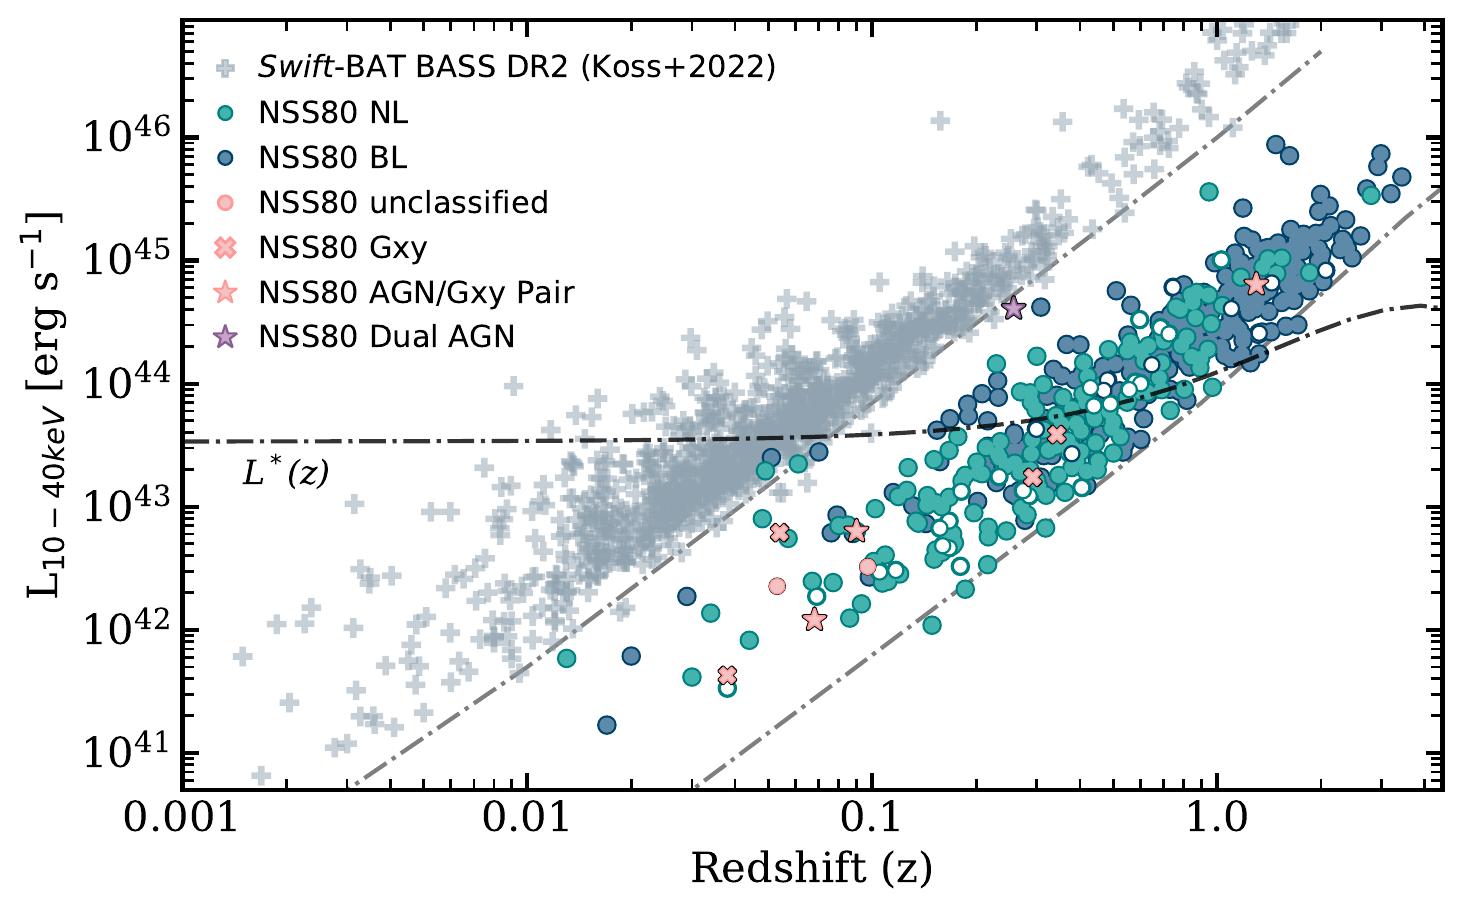 Swift-BAT BASS DR2 (Koss+2022)
NSS80 NL
NSS80 BL
NSS80 unclassified
NSS80 Gxy
NSS80 AGN/Gxy Pair
NSS80 Dual AGN
10^46
10^45
10^44
10^43
10^42
10^41
L_{10-40keV} [erg s^{-1}]
L^*(z)
0.001 0.01 0.1 1.0
Redshift (z)